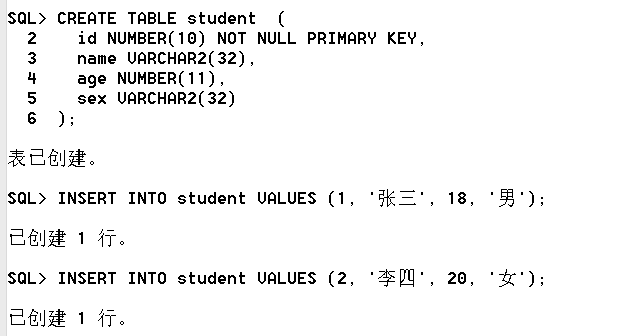 SQL> CREATE TABLE student  (
  2    id NUMBER(10) NOT NULL PRIMARY KEY,
  3    name VARCHAR2(32),
  4    age NUMBER(11),
  5    sex VARCHAR2(32)
  6  );
表已创建。
SQL> INSERT INTO student VALUES (1, '张三', 18, '男');
已创建 1 行。
SQL> INSERT INTO student VALUES (2, '李四', 20, '女');
已创建 1 行。